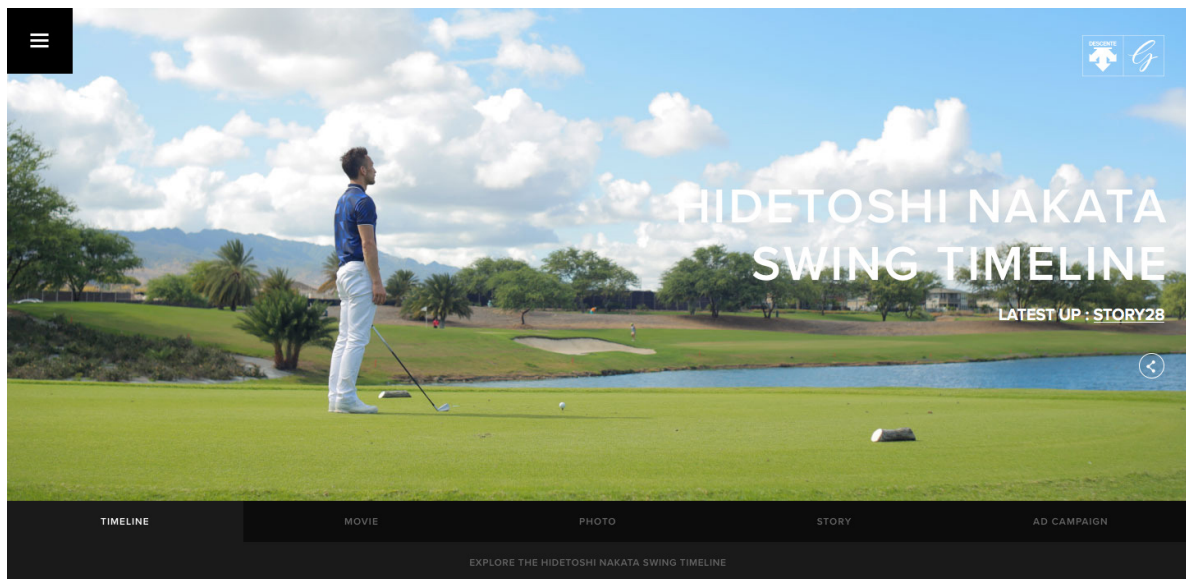 DESCENTE
HIDETOSHI NAKATA
SWING TIMELINE
LATEST UP : STORY28
TIMELINE
MOVIE
PHOTO
STORY
AD CAMPAIGN
EXPLORE THE HIDETOSHI NAKATA SWING TIMELINE